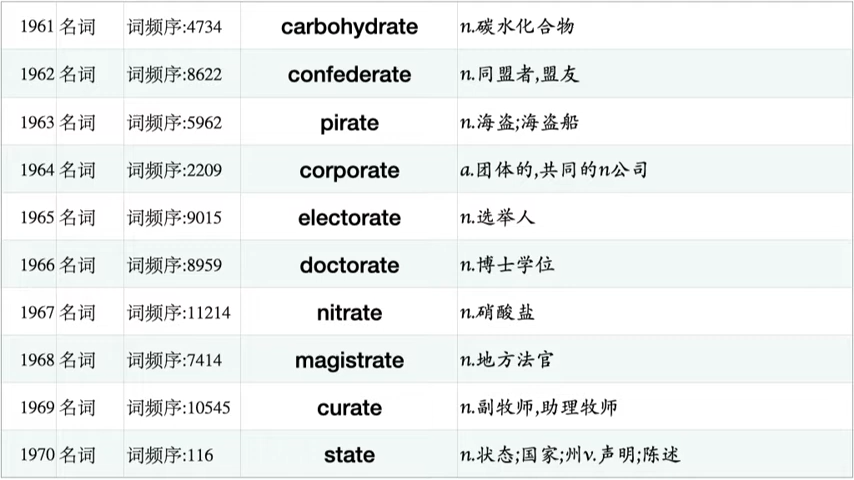 1961 名词 词频序:4734 carbohydrate n.碳水化合物
1962 名词 词频序:8622 confederate n.同盟者,盟友
1963 名词 词频序:5962 pirate n.海盗;海盗船
1964 名词 词频序:2209 corporate a.团体的,共同的n公司
1965 名词 词频序:9015 electorate n.选举人
1966 名词 词频序:8959 doctorate n.博士学位
1967 名词 词频序:11214 nitrate n.硝酸盐
1968 名词 词频序:7414 magistrate n.地方法官
1969 名词 词频序:10545 curate n.副牧师,助理牧师
1970 名词 词频序:116 state n.状态;国家;州v.声明;陈述